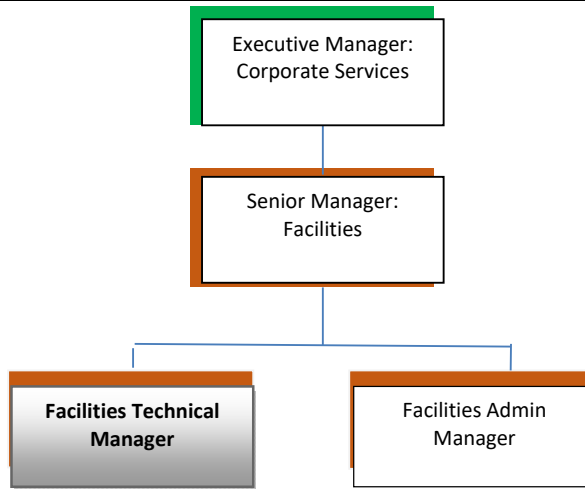 Executive Manager:
Corporate Services
Senior Manager:
Facilities
Facilities Technical
Manager
Facilities Admin
Manager